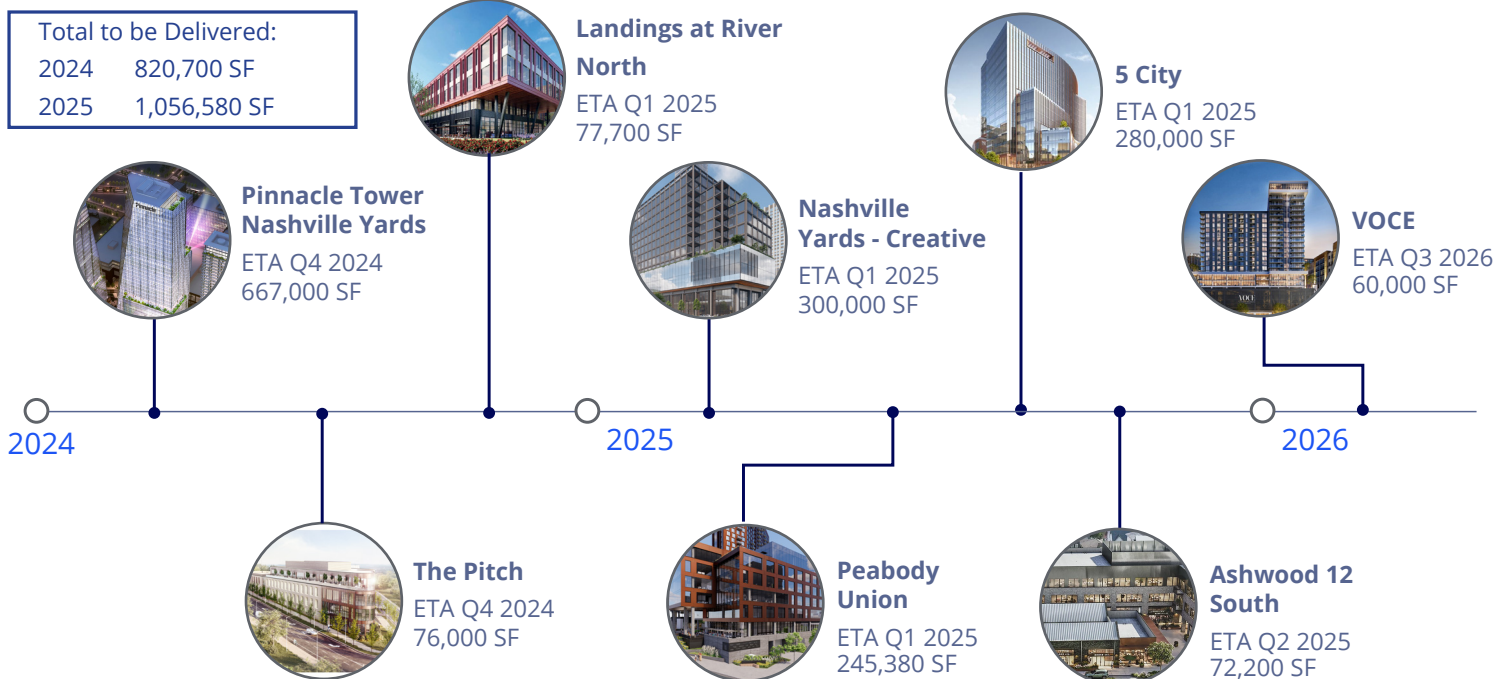 Total to be Delivered:
2024 820,700 SF
2025 1,056,580 SF
Landings at River
North
ETA Q1 2025
77,700 SF
5 City
ETA Q1 2025
280,000 SF
Pinnacle Tower
Nashville Yards
ETA Q4 2024
667,000 SF
Pinnacle
Nashville
Yards - Creative
ETA Q1 2025
300,000 SF
VOCE
ETA Q3 2026
60,000 SF
VOCE
2024
2025
2026
The Pitch
ETA Q4 2024
76,000 SF
Peabody
Union
ETA Q1 2025
245,380 SF
Ashwood 12
South
ETA Q2 2025
72,200 SF